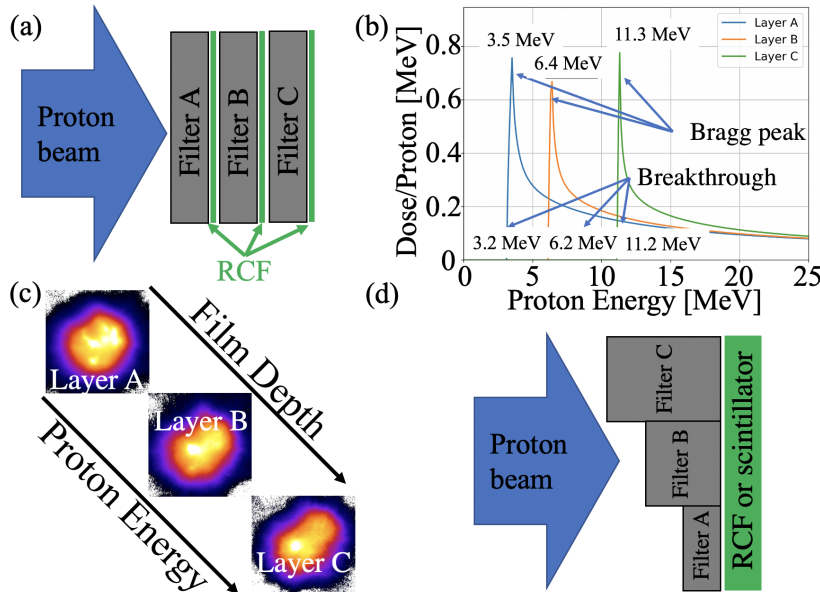 (a)
Proton
beam
Filter A
Filter B
Filter C
RCF
(b)
Dose/Proton [MeV]
0.8
0.6
0.4
0.2
0
3.5 MeV
6.4 MeV
11.3 MeV
Layer A
Layer B
Layer C
Bragg peak
Breakthrough
3.2 MeV
6.2 MeV
11.2 MeV
0
5
10
15
20
25
Proton Energy [MeV]
(c)
Layer A
Layer B
Layer C
Film Depth
Proton Energy
(d)
Proton
beam
Filter C
Filter B
Filter A
RCF or scintillator